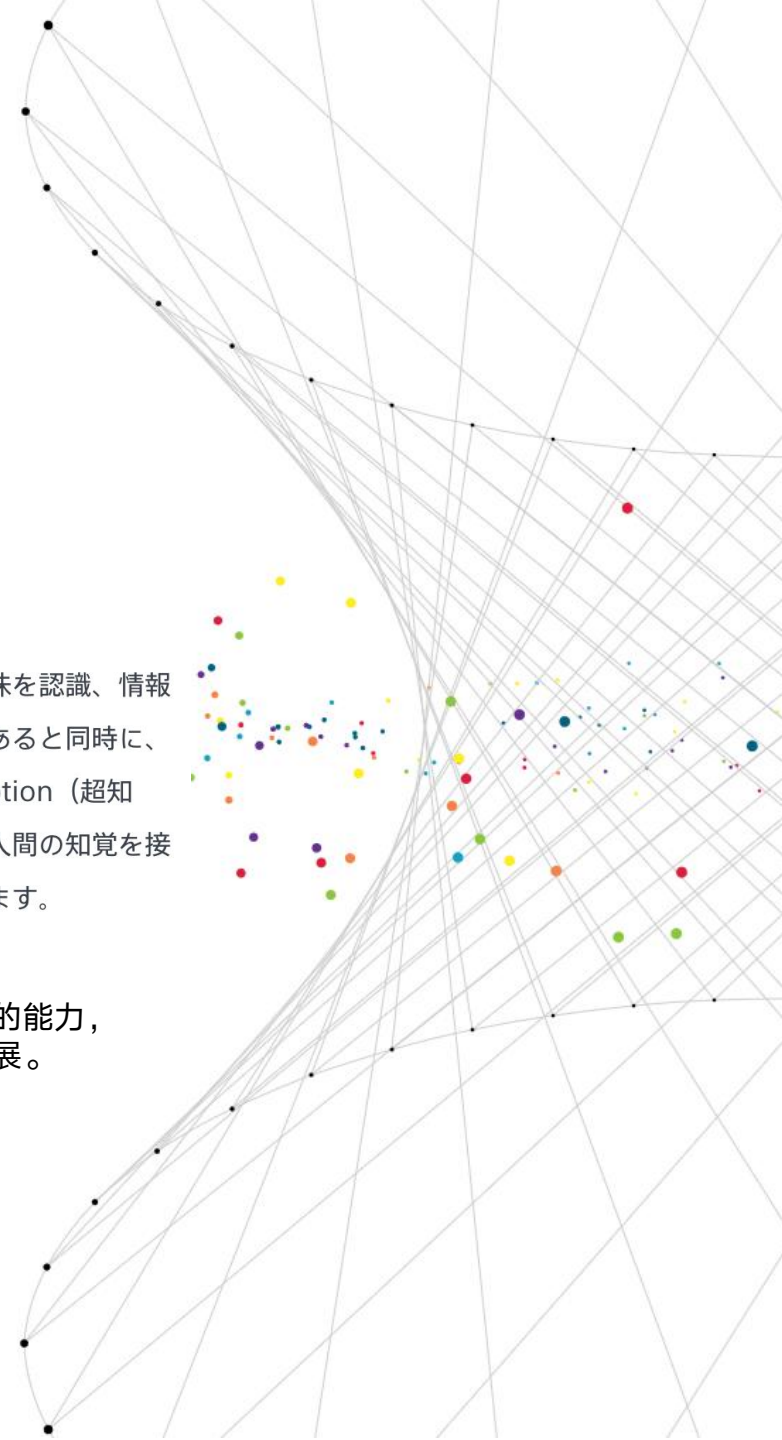 味を認識、情報
あると同時に、
tion（超知
人間の知覚を接
ます。
的能力，
展。